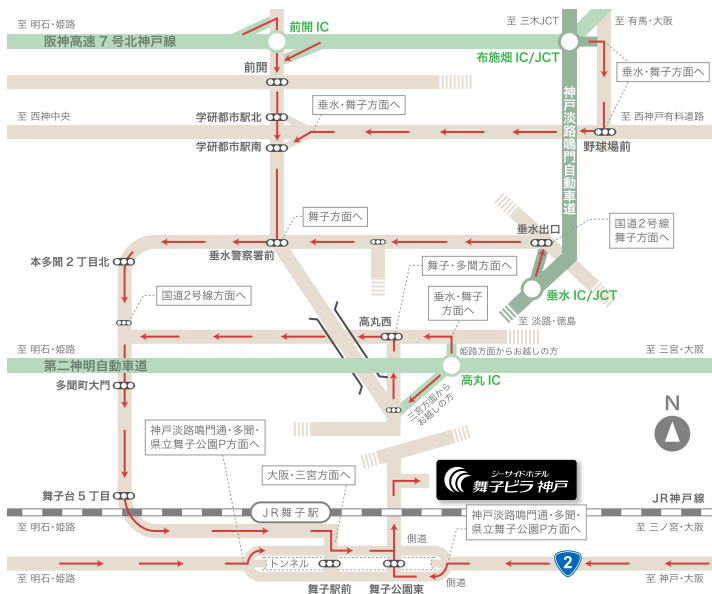 至 明石・姫路
前開 IC
至 三木JCT
至 有馬・大阪
阪神高速７号北神戸線
布施畑 IC/JCT
前開
垂水・舞子方面へ
垂水・舞子方面へ
至 西神中央
学研都市駅北
至 西神戸有料道路
学研都市駅南
野球場前
神戸淡路鳴門自動車道
舞子方面へ
垂水出口
国道2号線
舞子方面へ
垂水警察署前
本多聞２丁目北
舞子・多聞方面へ
国道2号線方面へ
垂水・舞子
方面へ
垂水 IC/JCT
高丸西
至 淡路・徳島
至 明石・姫路
姫路方面からお越しの方
至 三宮・大阪
第二神明自動車道
高丸 IC
多聞町大門
三宮方面から
お越しの方
N
神戸淡路鳴門道・多聞・
県立舞子公園P方面へ
大阪・三宮方面へ
シーサイドホテル
舞子ビラ 神戸
舞子台５丁目
JR神戸線
JR舞子駅
神戸淡路鳴門道・多聞・
県立舞子公園P方面へ
至 明石・姫路
側道
至 三ノ宮・大阪
トンネル
2
至 明石・姫路
舞子駅前
舞子公園東
側道
至 神戸・大阪